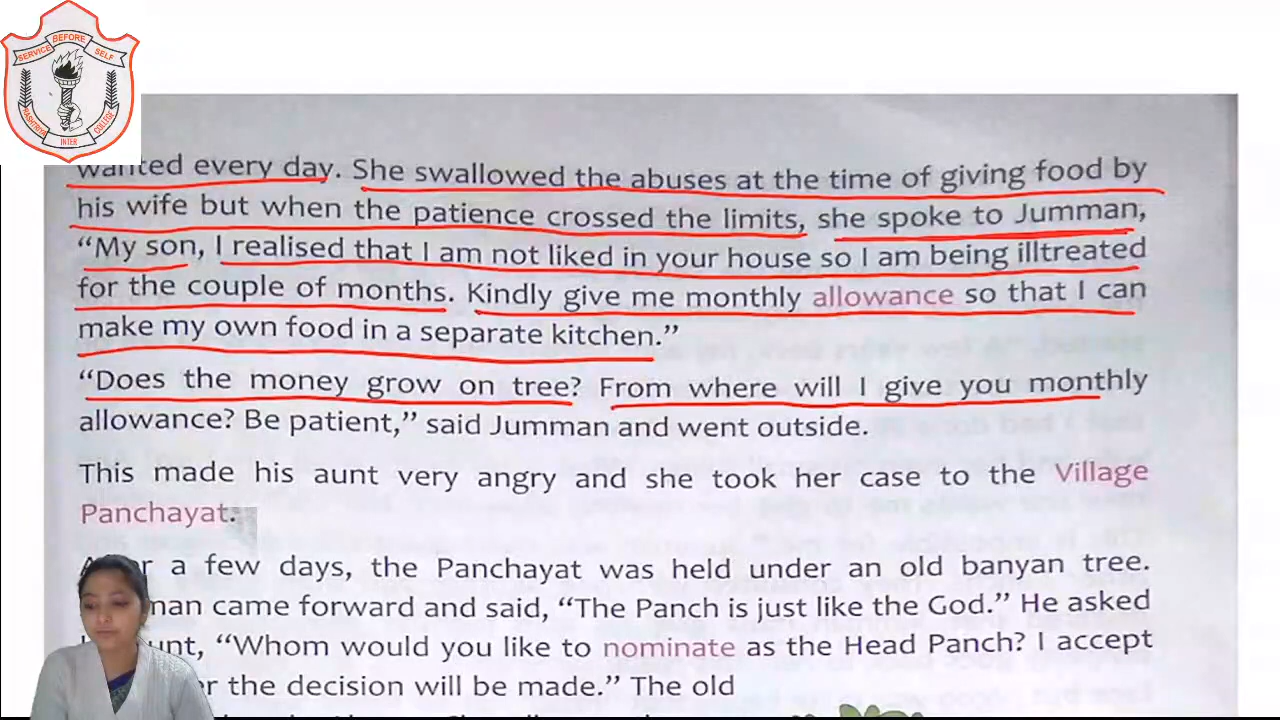 SERVICE BEFORE SELF
INTER COLLEGE
wanted every day. She swallowed the abuses at the time of giving food by
his wife but when the patience crossed the limits, she spoke to Jumman,
“My son, I realised that I am not liked in your house so I am being illtreated
for the couple of months. Kindly give me monthly allowance so that I can
make my own food in a separate kitchen.”
“Does the money grow on tree? From where will I give you monthly
allowance? Be patient,” said Jumman and went outside.
This made his aunt very angry and she took her case to the Village
Panchayat.
a few days, the Panchayat was held under an old banyan tree.
came forward and said, “The Panch is just like the God.” He asked
“Whom would you like to nominate as the Head Panch? I accept
the decision will be made.” The old